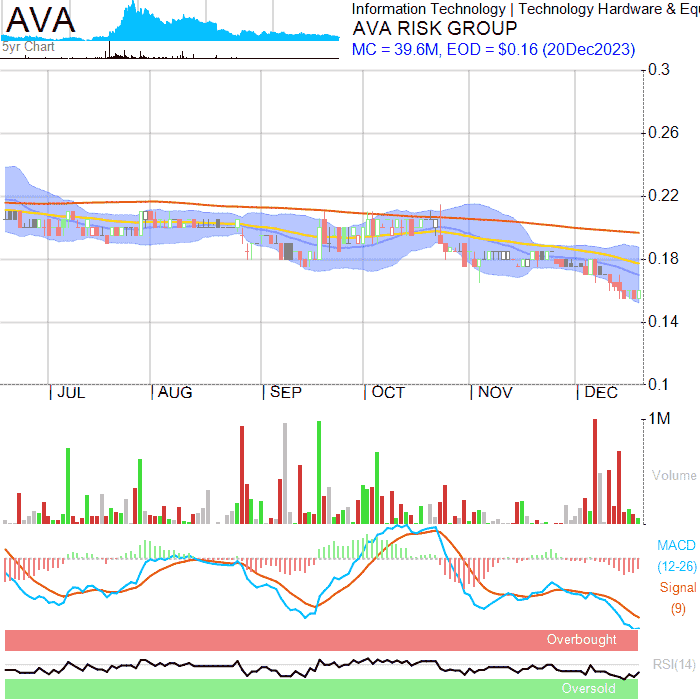 AVA
5yr Chart
Information Technology | Technology Hardware & Equ
AVA RISK GROUP
MC = 39.6M, EOD = $0.16 (20Dec2023)
0.3
0.26
0.22
0.18
0.14
0.1
| JUL | AUG | SEP | OCT | NOV | DEC
1M
Volume
MACD
(12-26)
Signal
(9)
Overbought
RSI(14)
Oversold